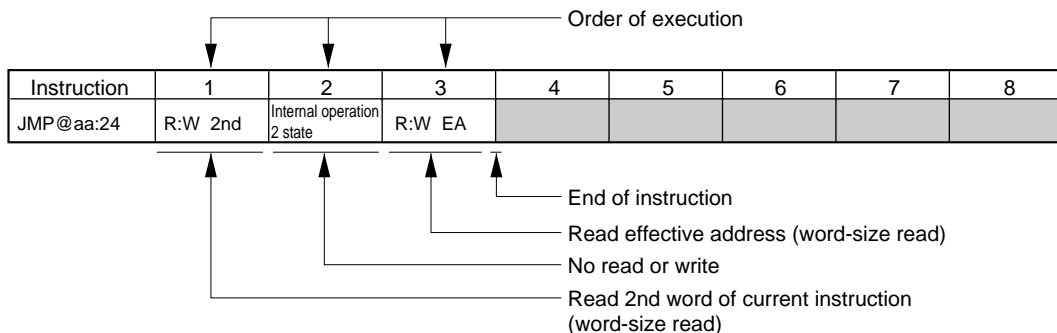 Order of execution
Instruction 1 2 3 4 5 6 7 8
JMP@aa:24 R:W 2nd Internal operation 2 state R:W EA
End of instruction
Read effective address (word-size read)
No read or write
Read 2nd word of current instruction
(word-size read)